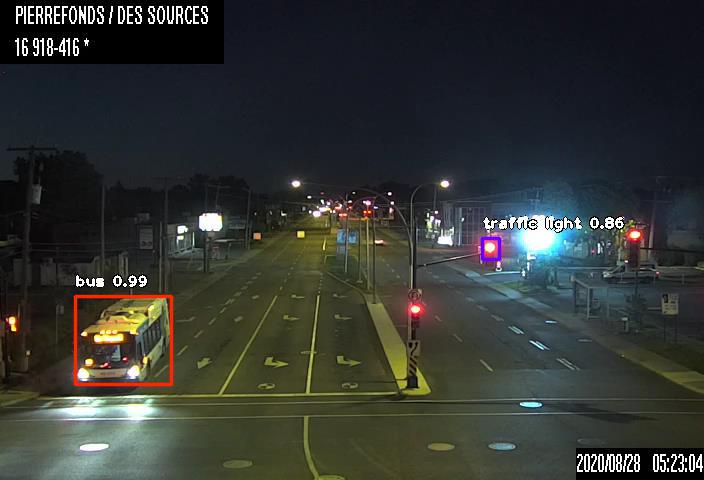 PIERREFONDS / DES SOURCES
16 918-416 *
traffic light 0.86
bus 0.99
2020/08/28 05:23:04